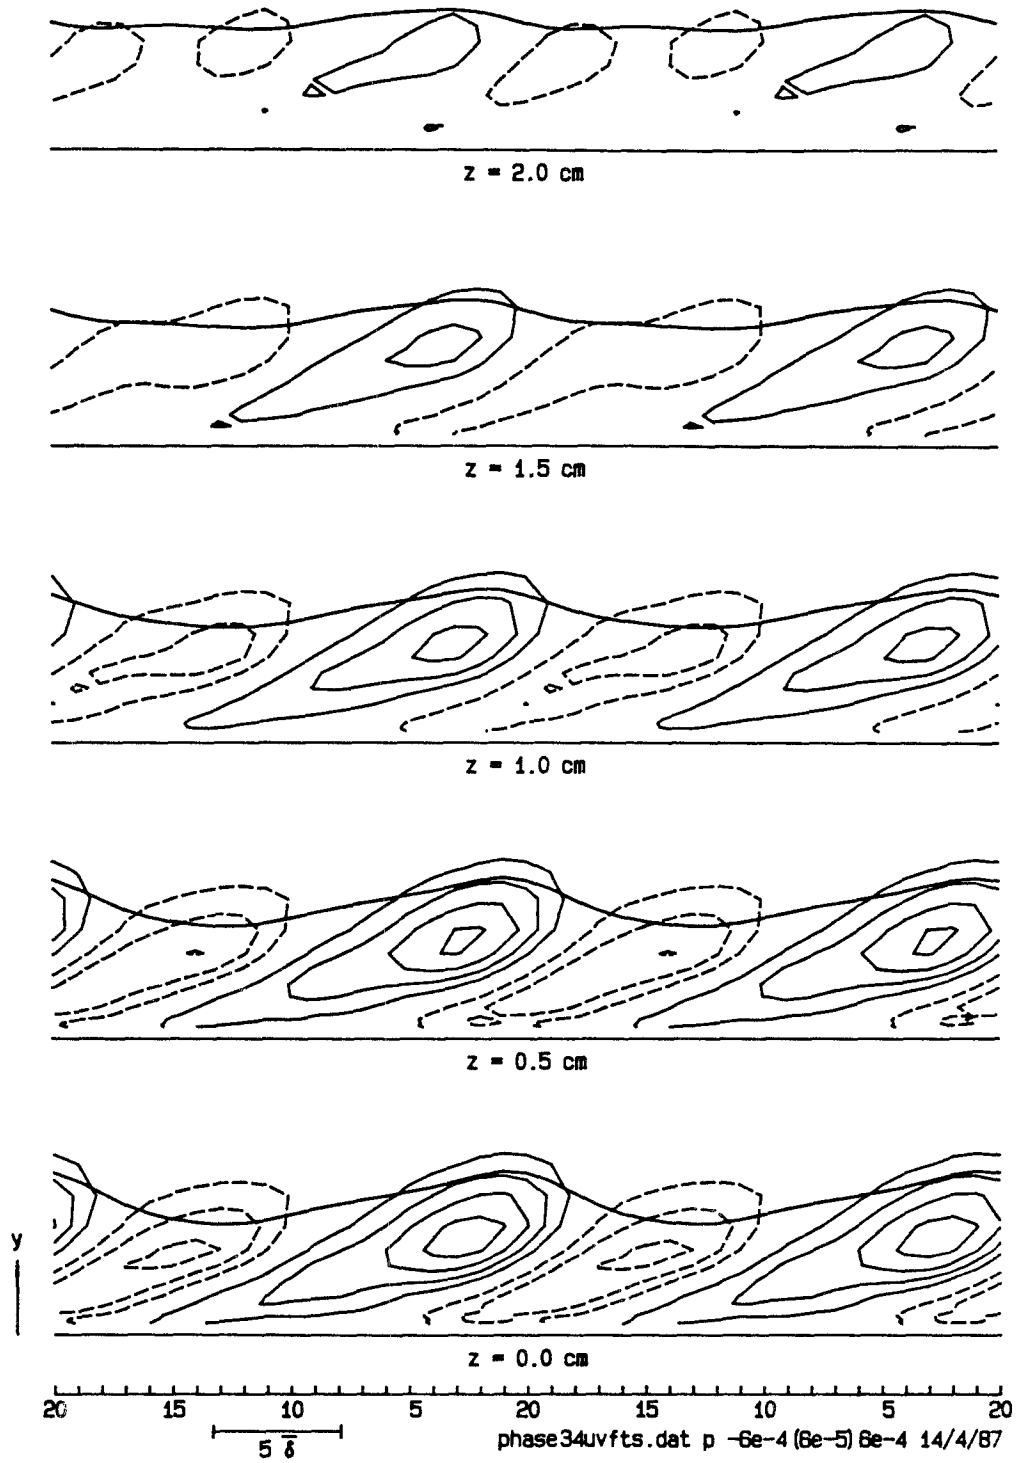 z = 2.0 cm
z = 1.5 cm
z = 1.0 cm
z = 0.5 cm
y
z = 0.0 cm
20 15 10 5 20 15 10 5 20
5 δ̅
phase34uvfts.dat p -6e-4(6e-5)6e-4 14/4/87